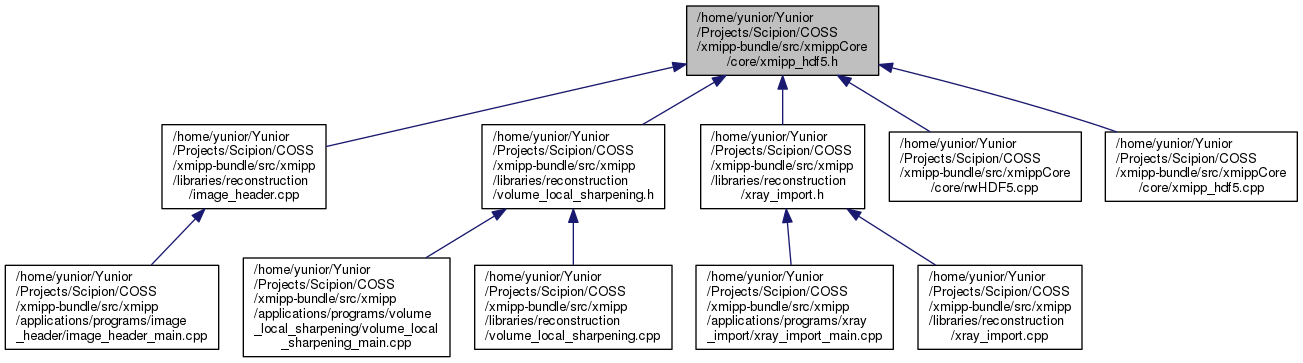 /home/yunior/Yunior
/Projects/Scipion/COSS
/xmipp-bundle/src/xmippCore
/core/xmipp_hdf5.h
/home/yunior/Yunior
/Projects/Scipion/COSS
/xmipp-bundle/src/xmipp
/libraries/reconstruction
/image_header.cpp
/home/yunior/Yunior
/Projects/Scipion/COSS
/xmipp-bundle/src/xmipp
/libraries/reconstruction
/volume_local_sharpening.h
/home/yunior/Yunior
/Projects/Scipion/COSS
/xmipp-bundle/src/xmipp
/libraries/reconstruction
/xray_import.h
/home/yunior/Yunior
/Projects/Scipion/COSS
/xmipp-bundle/src/xmippCore
/core/rwHDF5.cpp
/home/yunior/Yunior
/Projects/Scipion/COSS
/xmipp-bundle/src/xmippCore
/core/xmipp_hdf5.cpp
/home/yunior/Yunior
/Projects/Scipion/COSS
/xmipp-bundle/src/xmipp
/applications/programs/image
_header/image_header_main.cpp
/home/yunior/Yunior
/Projects/Scipion/COSS
/xmipp-bundle/src/xmipp
/applications/programs/volume
_local_sharpening/volume_local
_sharpening_main.cpp
/home/yunior/Yunior
/Projects/Scipion/COSS
/xmipp-bundle/src/xmipp
/libraries/reconstruction
/volume_local_sharpening.cpp
/home/yunior/Yunior
/Projects/Scipion/COSS
/xmipp-bundle/src/xmipp
/applications/programs/xray
_import/xray_import_main.cpp
/home/yunior/Yunior
/Projects/Scipion/COSS
/xmipp-bundle/src/xmipp
/libraries/reconstruction
/xray_import.cpp